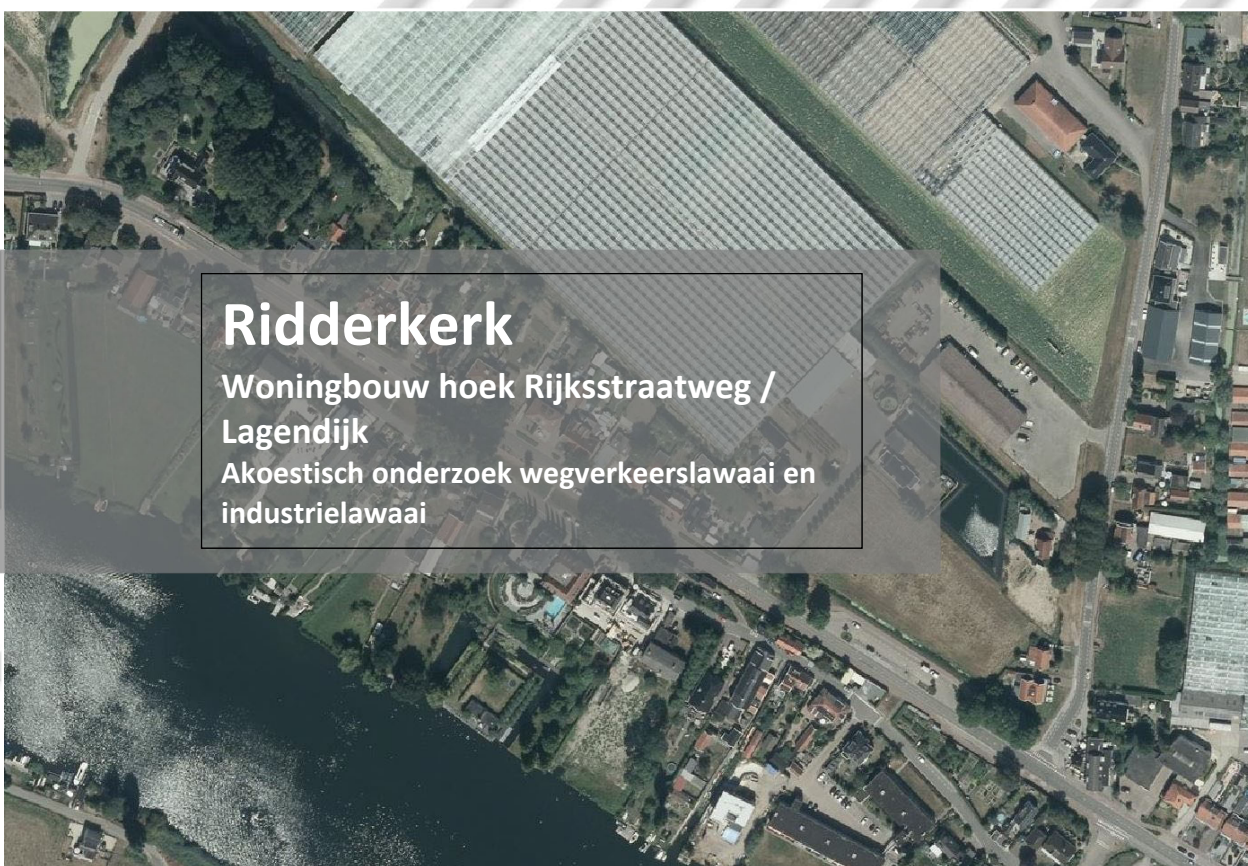 Ridderkerk
Woningbouw hoek Rijksstraatweg /
Lagendijk
Akoestisch onderzoek wegverkeerslawaai en
industrielawaai